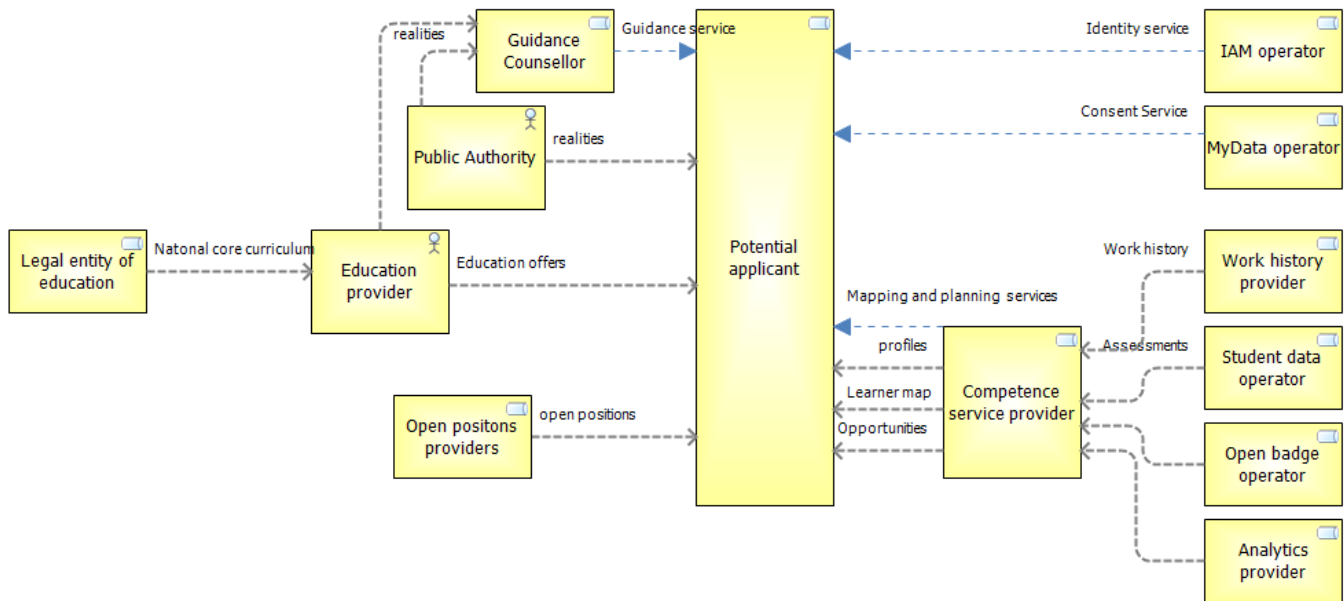 realities
Guidance
Counsellor
Guidance service
Identity service
IAM operator
Public Authority
realities
Consent Service
MyData operator
Legal entity of
education
Natonal core curriculum
Education
provider
Education offers
Potential
applicant
Work history
Work history
provider
Mapping and planning services
profiles
Learner map
Opportunities
Competence
service provider
Assessments
Student data
operator
Open positons
providers
open positions
Open badge
operator
Analytics
provider